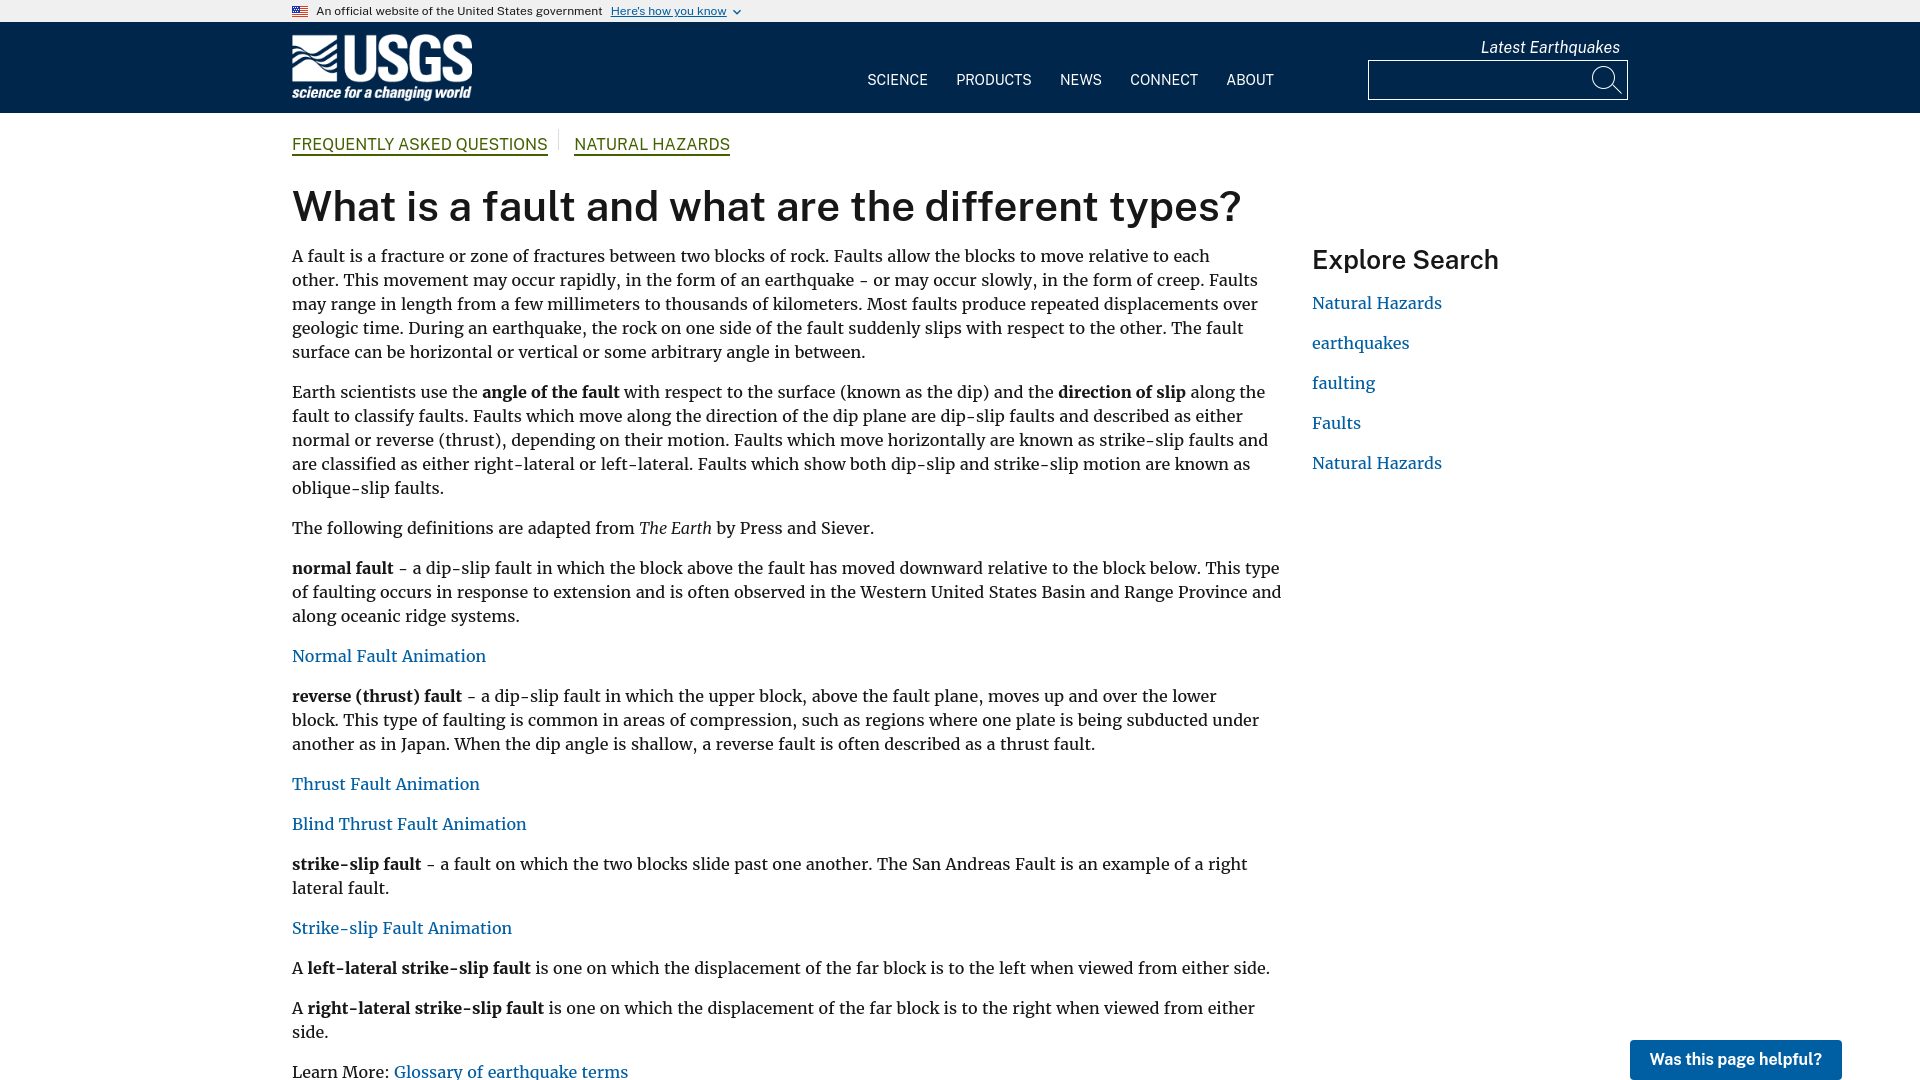 An official website of the United States government Here's how you know
USGS
science for a changing world
Latest Earthquakes
SCIENCE PRODUCTS NEWS CONNECT ABOUT
FREQUENTLY ASKED QUESTIONS NATURAL HAZARDS
What is a fault and what are the different types?
A fault is a fracture or zone of fractures between two blocks of rock. Faults allow the blocks to move relative to each
other. This movement may occur rapidly, in the form of an earthquake - or may occur slowly, in the form of creep. Faults
may range in length from a few millimeters to thousands of kilometers. Most faults produce repeated displacements over
geologic time. During an earthquake, the rock on one side of the fault suddenly slips with respect to the other. The fault
surface can be horizontal or vertical or some arbitrary angle in between.
Earth scientists use the angle of the fault with respect to the surface (known as the dip) and the direction of slip along the
fault to classify faults. Faults which move along the direction of the dip plane are dip-slip faults and described as either
normal or reverse (thrust), depending on their motion. Faults which move horizontally are known as strike-slip faults and
are classified as either right-lateral or left-lateral. Faults which show both dip-slip and strike-slip motion are known as
oblique-slip faults.
The following definitions are adapted from The Earth by Press and Siever.
normal fault - a dip-slip fault in which the block above the fault has moved downward relative to the block below. This type
of faulting occurs in response to extension and is often observed in the Western United States Basin and Range Province and
along oceanic ridge systems.
Normal Fault Animation
reverse (thrust) fault - a dip-slip fault in which the upper block, above the fault plane, moves up and over the lower
block. This type of faulting is common in areas of compression, such as regions where one plate is being subducted under
another as in Japan. When the dip angle is shallow, a reverse fault is often described as a thrust fault.
Thrust Fault Animation
Blind Thrust Fault Animation
strike-slip fault - a fault on which the two blocks slide past one another. The San Andreas Fault is an example of a right
lateral fault.
Strike-slip Fault Animation
A left-lateral strike-slip fault is one on which the displacement of the far block is to the left when viewed from either side.
A right-lateral strike-slip fault is one on which the displacement of the far block is to the right when viewed from either
side.
Learn More: Glossary of earthquake terms
Explore Search
Natural Hazards
earthquakes
faulting
Faults
Natural Hazards
Was this page helpful?